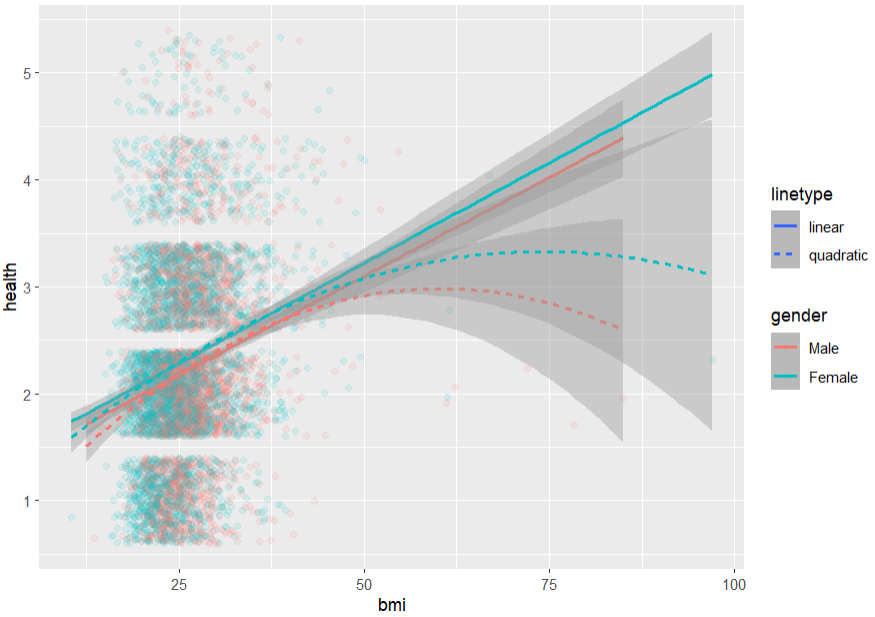 health
5
4
3
2
1
25
50
75
100
bmi
linetype
linear
quadratic
gender
Male
Female